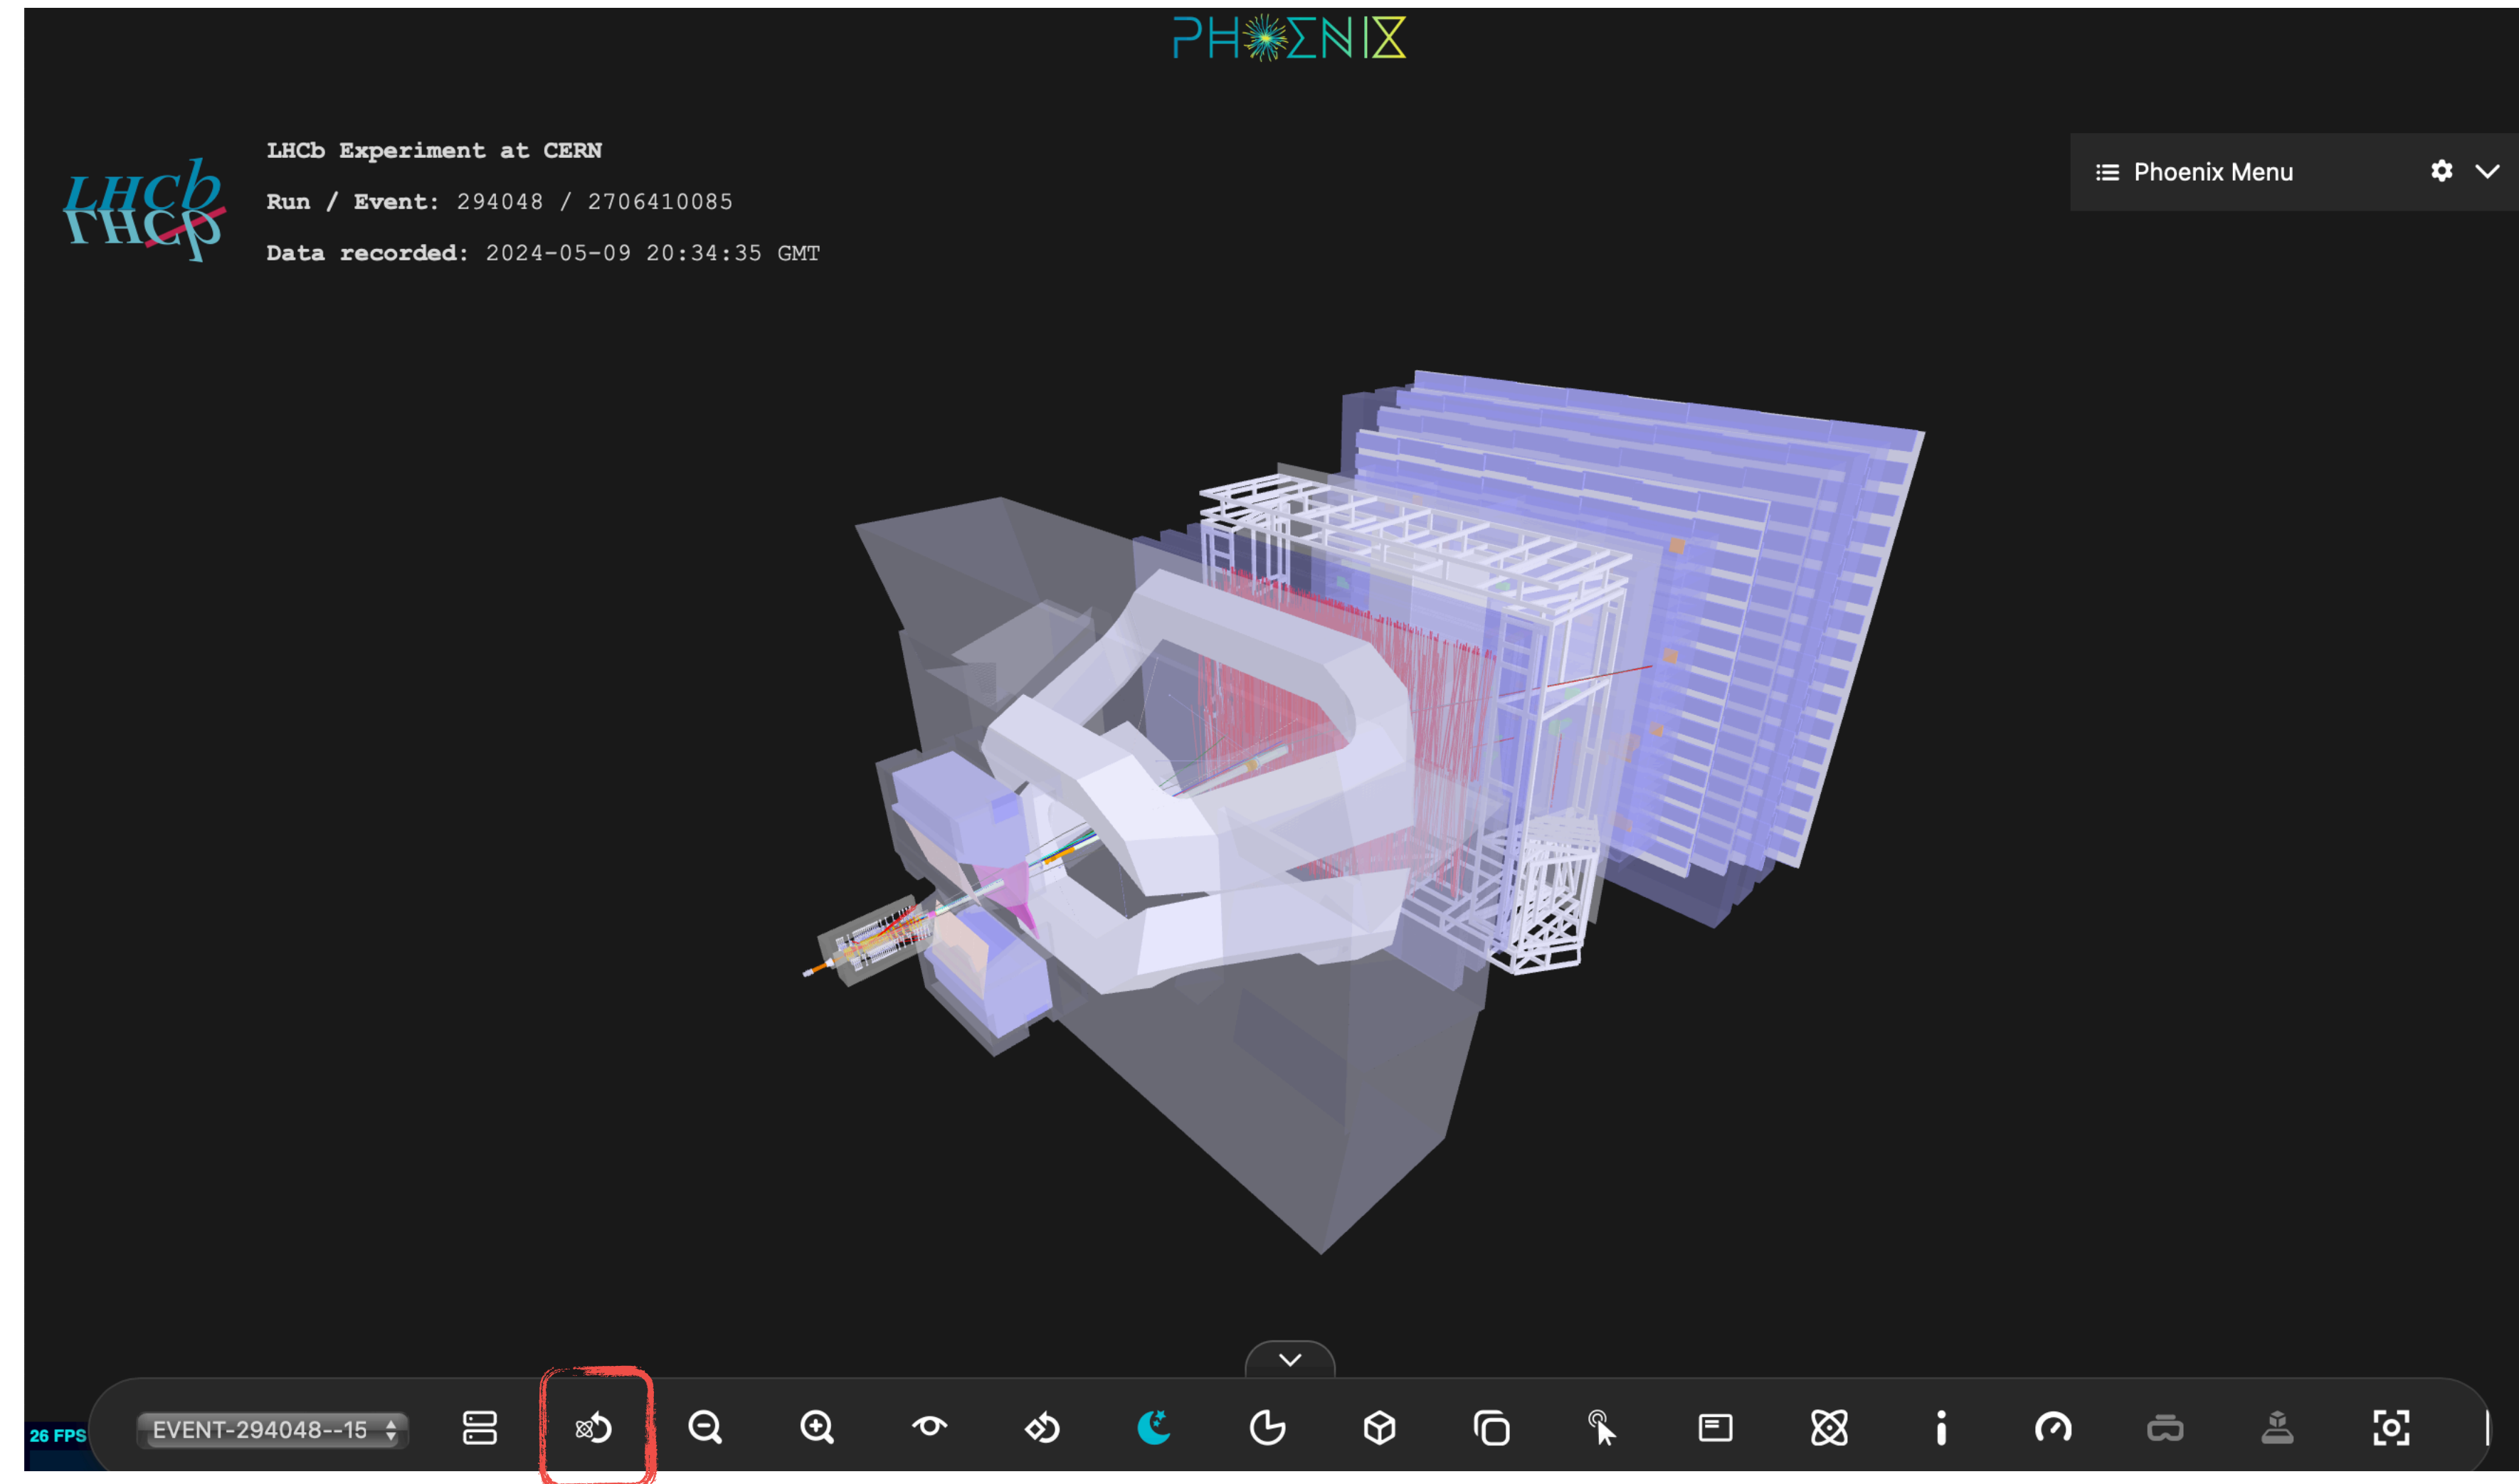 PHOENIX
LHCb
LHCb Experiment at CERN
Run / Event: 294048 / 2706410085
Data recorded: 2024-05-09 20:34:35 GMT
Phoenix Menu
26 FPS
EVENT-294048--15